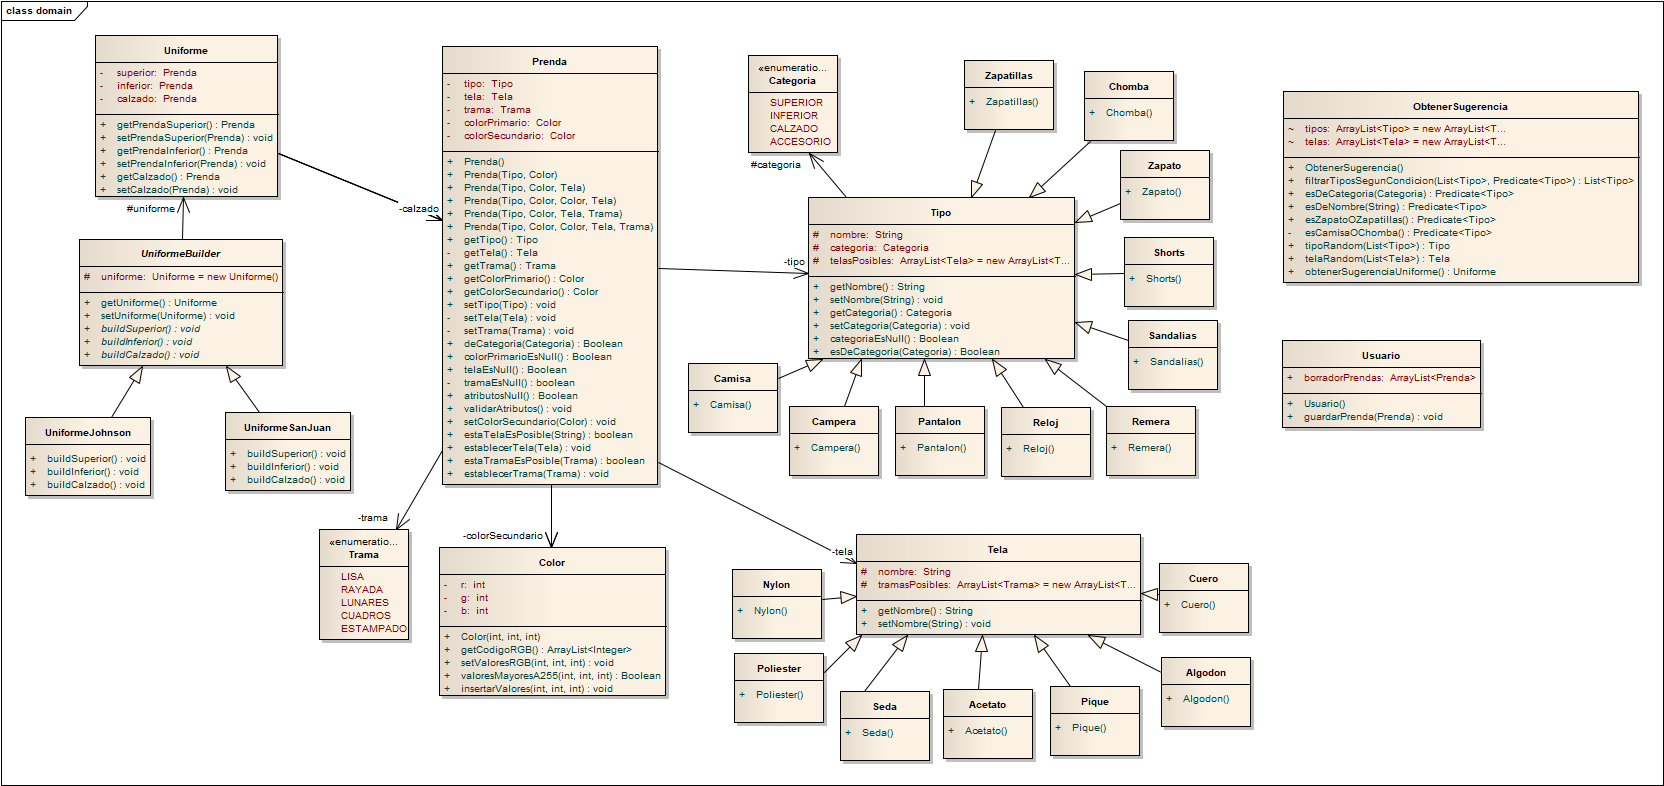 class domain
Uniforme
- superior: Prenda
- inferior: Prenda
- calzado: Prenda
+ getPrendaSuperior() : Prenda
+ setPrendaSuperior(Prenda) : void
+ getPrendaInferior() : Prenda
+ setPrendaInferior(Prenda) : void
+ getCalzado() : Prenda
+ setCalzado(Prenda) : void
#uniforme
UniformeBuilder
# uniforme: Uniforme = new Uniforme()
+ getUniforme() : Uniforme
+ setUniforme(Uniforme) : void
+ buildSuperior() : void
+ buildInferior() : void
+ buildCalzado() : void
UniformeJohnson
+ buildSuperior() : void
+ buildInferior() : void
+ buildCalzado() : void
UniformeSanJuan
+ buildSuperior() : void
+ buildInferior() : void
+ buildCalzado() : void
-calzado
Prenda
- tipo: Tipo
- tela: Tela
- trama: Trama
- colorPrimario: Color
- colorSecundario: Color
+ Prenda()
+ Prenda(Tipo, Color)
+ Prenda(Tipo, Color, Tela)
+ Prenda(Tipo, Color, Color, Tela)
+ Prenda(Tipo, Color, Tela, Trama)
+ Prenda(Tipo, Color, Color, Tela, Trama)
+ getTipo() : Tipo
- getTela() : Tela
+ getTrama() : Trama
+ getColorPrimario() : Color
+ getColorSecundario() : Color
+ setTipo(Tipo) : void
- setTela(Tela) : void
- setTrama(Trama) : void
+ deCategoria(Categoria) : Boolean
+ colorPrimarioEsNull() : Boolean
+ telaEsNull() : Boolean
- tramaEsNull() : boolean
+ atributosNull() : Boolean
+ validarAtributos() : void
+ setColorSecundario(Color) : void
+ estaTelaEsPosible(String) : boolean
+ establecerTela(Tela) : void
+ estaTramaEsPosible(Trama) : boolean
+ establecerTrama(Trama) : void
-trama
«enumeratio...
Trama
LISA
RAYADA
LUNARES
CUADROS
ESTAMPADO
-colorSecundario
Color
- r: int
- g: int
- b: int
+ Color(int, int, int)
+ getCodigoRGB() : ArrayList<Integer>
+ setValoresRGB(int, int, int) : void
+ valoresMayoresA255(int, int, int) : Boolean
+ insertarValores(int, int, int) : void
«enumeratio...
Categoria
SUPERIOR
INFERIOR
CALZADO
ACCESORIO
#categoria
Zapatillas
+ Zapatillas()
Chomba
+ Chomba()
Zapato
+ Zapato()
-tipo
Tipo
# nombre: String
# categoria: Categoria
# telasPosibles: ArrayList<Tela> = new ArrayList<T...
+ getNombre() : String
+ setNombre(String) : void
+ getCategoria() : Categoria
+ setCategoria(Categoria) : void
+ categoriaEsNull() : Boolean
+ esDeCategoria(Categoria) : Boolean
Shorts
+ Shorts()
Sandalias
+ Sandalias()
Camisa
+ Camisa()
Campera
+ Campera()
Pantalon
+ Pantalon()
Reloj
+ Reloj()
Remera
+ Remera()
-tela
Tela
# nombre: String
# tramasPosibles: ArrayList<Trama> = new ArrayList<T...
+ getNombre() : String
+ setNombre(String) : void
Nylon
+ Nylon()
Cuero
+ Cuero()
Poliester
+ Poliester()
Seda
+ Seda()
Acetato
+ Acetato()
Pique
+ Pique()
Algodon
+ Algodon()
ObtenerSugerencia
~ tipos: ArrayList<Tipo> = new ArrayList<T...
~ telas: ArrayList<Tela> = new ArrayList<T...
+ ObtenerSugerencia()
+ filtrarTiposSegunCondicion(List<Tipo>, Predicate<Tipo>) : List<Tipo>
+ esDeCategoria(Categoria) : Predicate<Tipo>
+ esDeNombre(String) : Predicate<Tipo>
+ esZapatoOZapatillas() : Predicate<Tipo>
- esCamisaOChomba() : Predicate<Tipo>
+ tipoRandom(List<Tipo>) : Tipo
+ telaRandom(List<Tela>) : Tela
+ obtenerSugerenciaUniforme() : Uniforme
Usuario
+ borradorPrendas: ArrayList<Prenda>
+ Usuario()
+ guardarPrenda(Prenda) : void